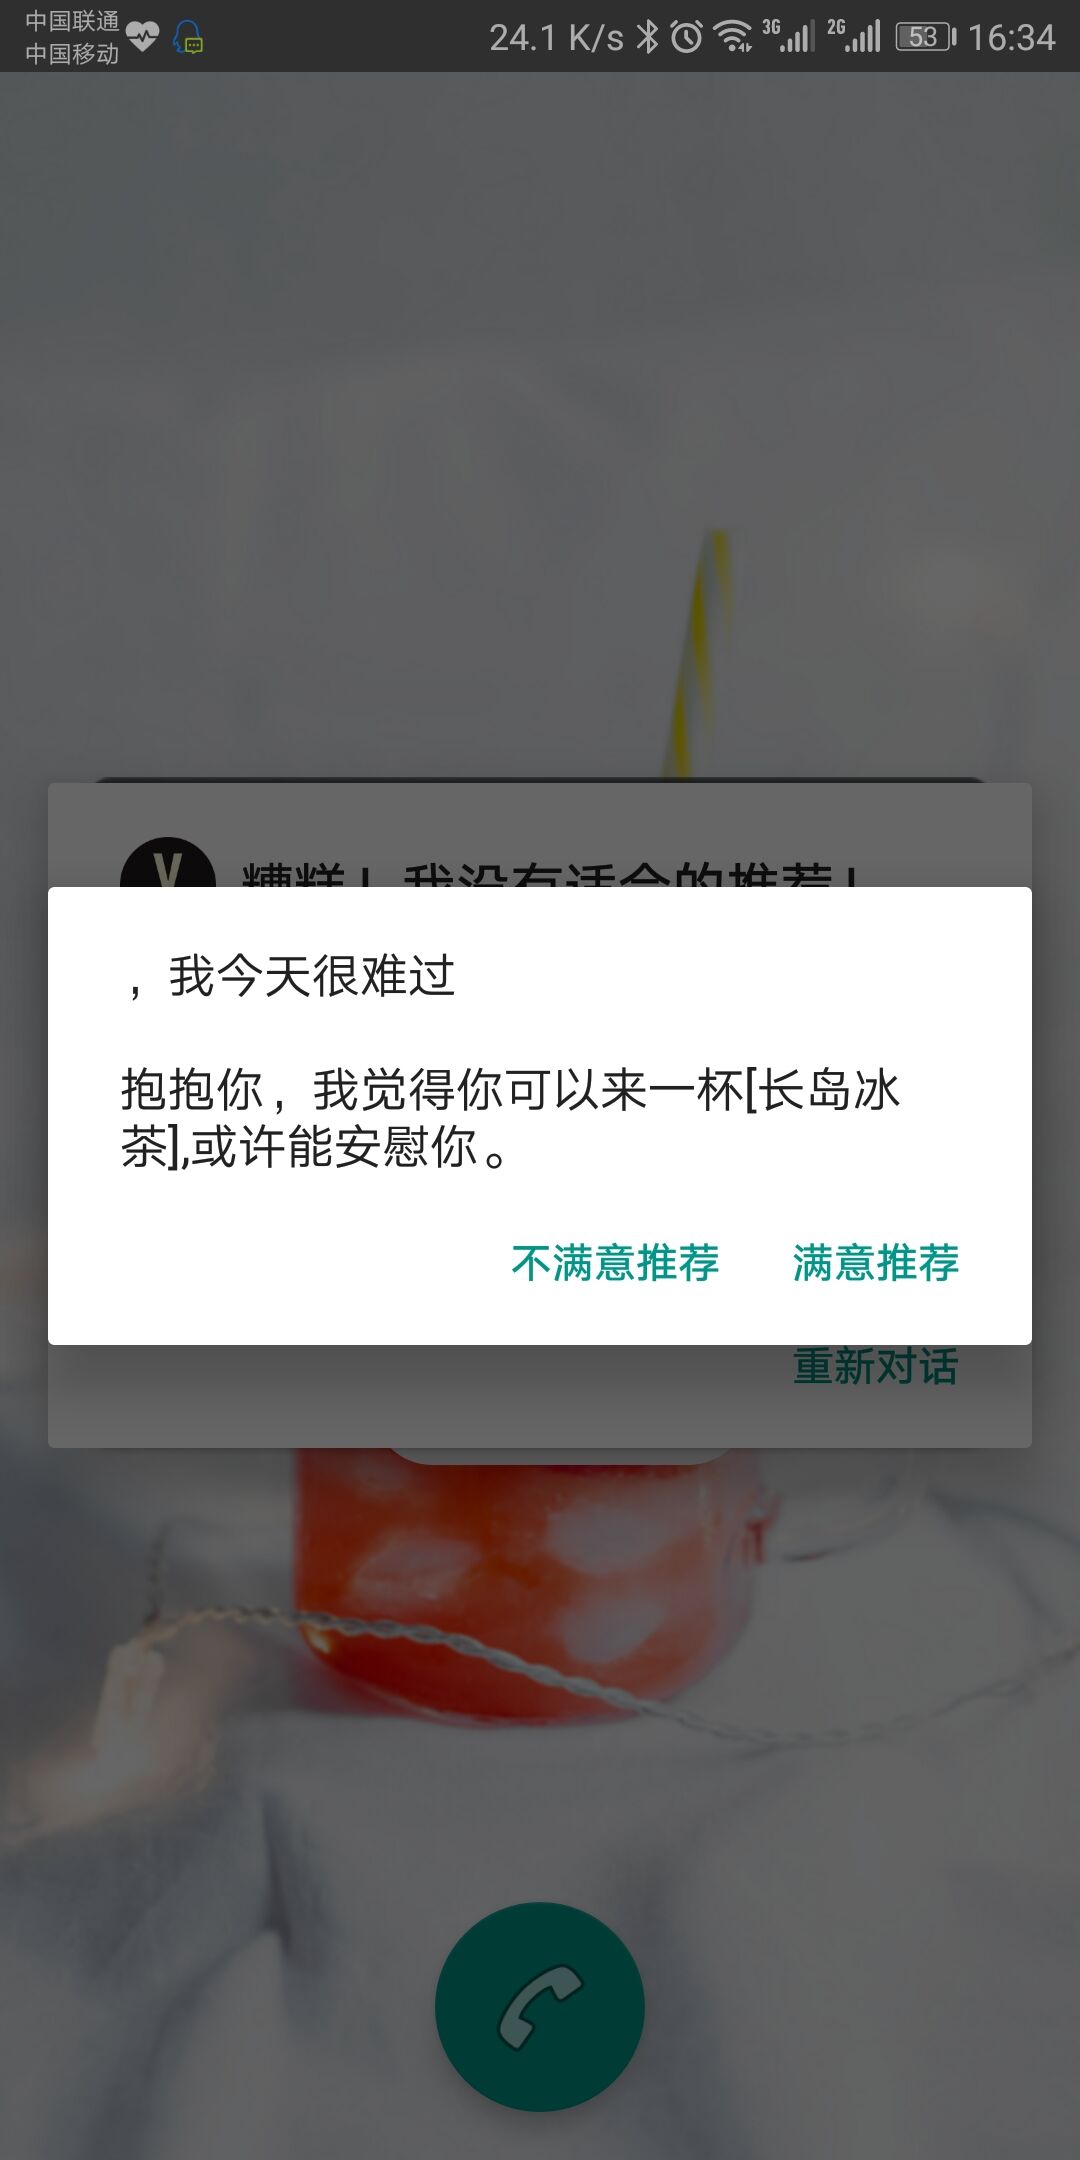 中国联通
中国移动
24.1 K/s 3G 2G 53 16:34
糟糕！我没有适合的推荐！
，我今天很难过
抱抱你，我觉得你可以来一杯[长岛冰
茶],或许能安慰你。
不满意推荐 满意推荐
重新对话